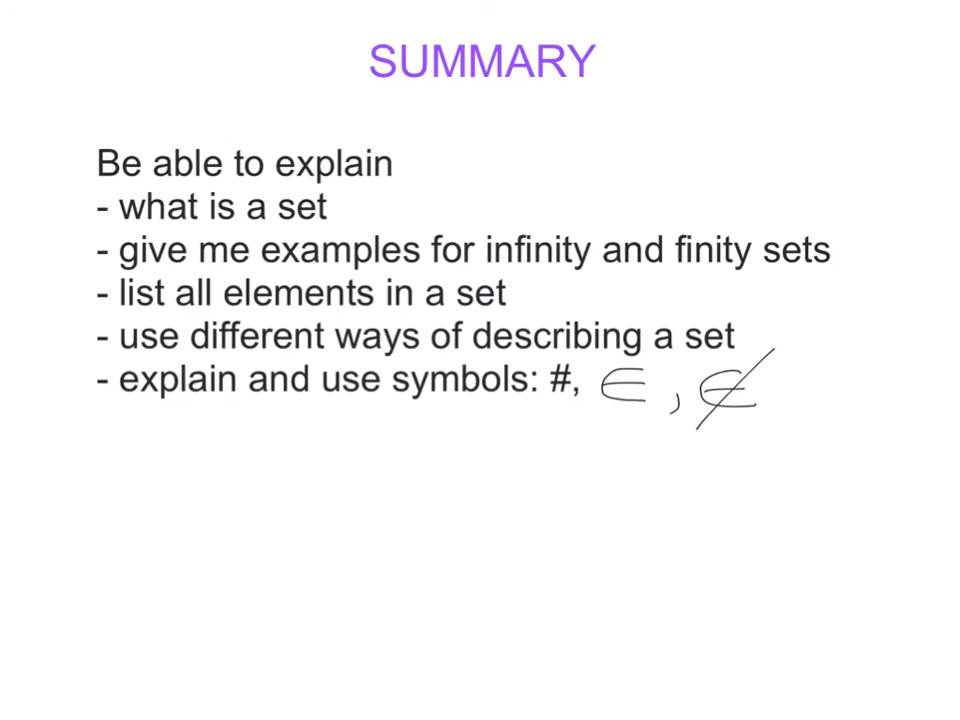 SUMMARY
Be able to explain
- what is a set
- give me examples for infinity and finity sets
- list all elements in a set
- use different ways of describing a set
- explain and use symbols: #, ∈ , ∉